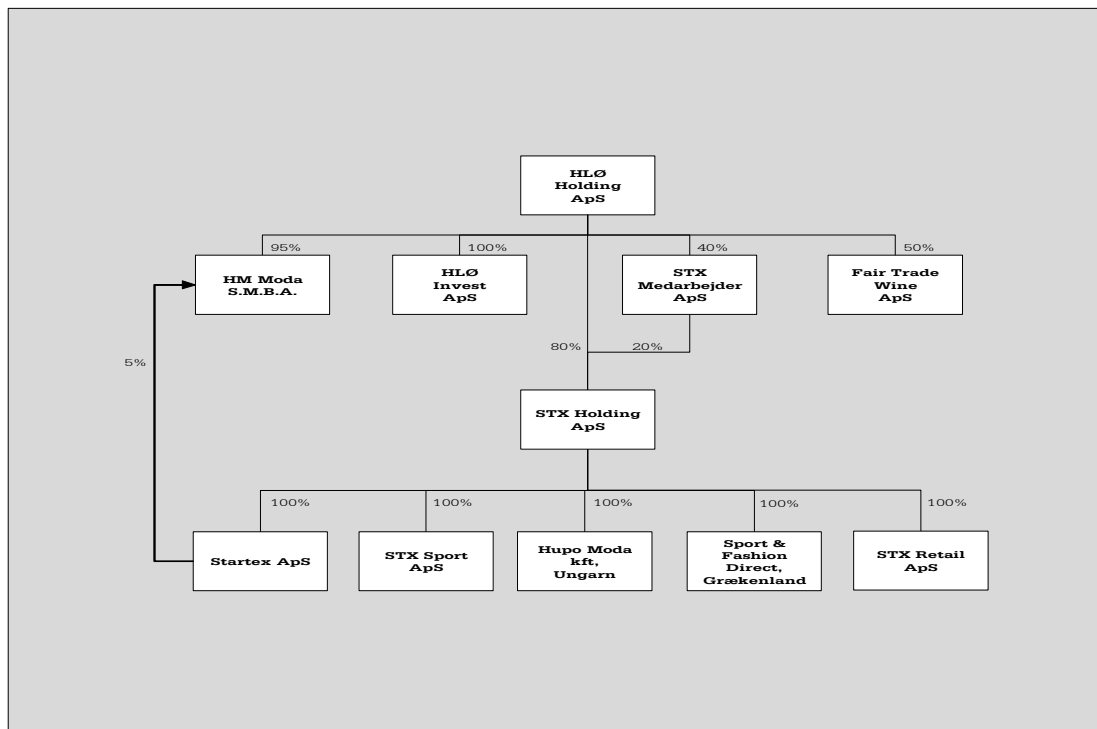 HLØ
Holding
ApS
95%
100%
40%
50%
HM Moda
S.M.B.A.
HLØ
Invest
ApS
STX
Medarbejder
ApS
Fair Trade
Wine
ApS
5%
80%
20%
STX Holding
ApS
100%
100%
100%
100%
100%
Startex ApS
STX Sport
ApS
Hupo Moda
kft,
Ungarn
Sport &
Fashion
Direct,
Grækenland
STX Retail
ApS